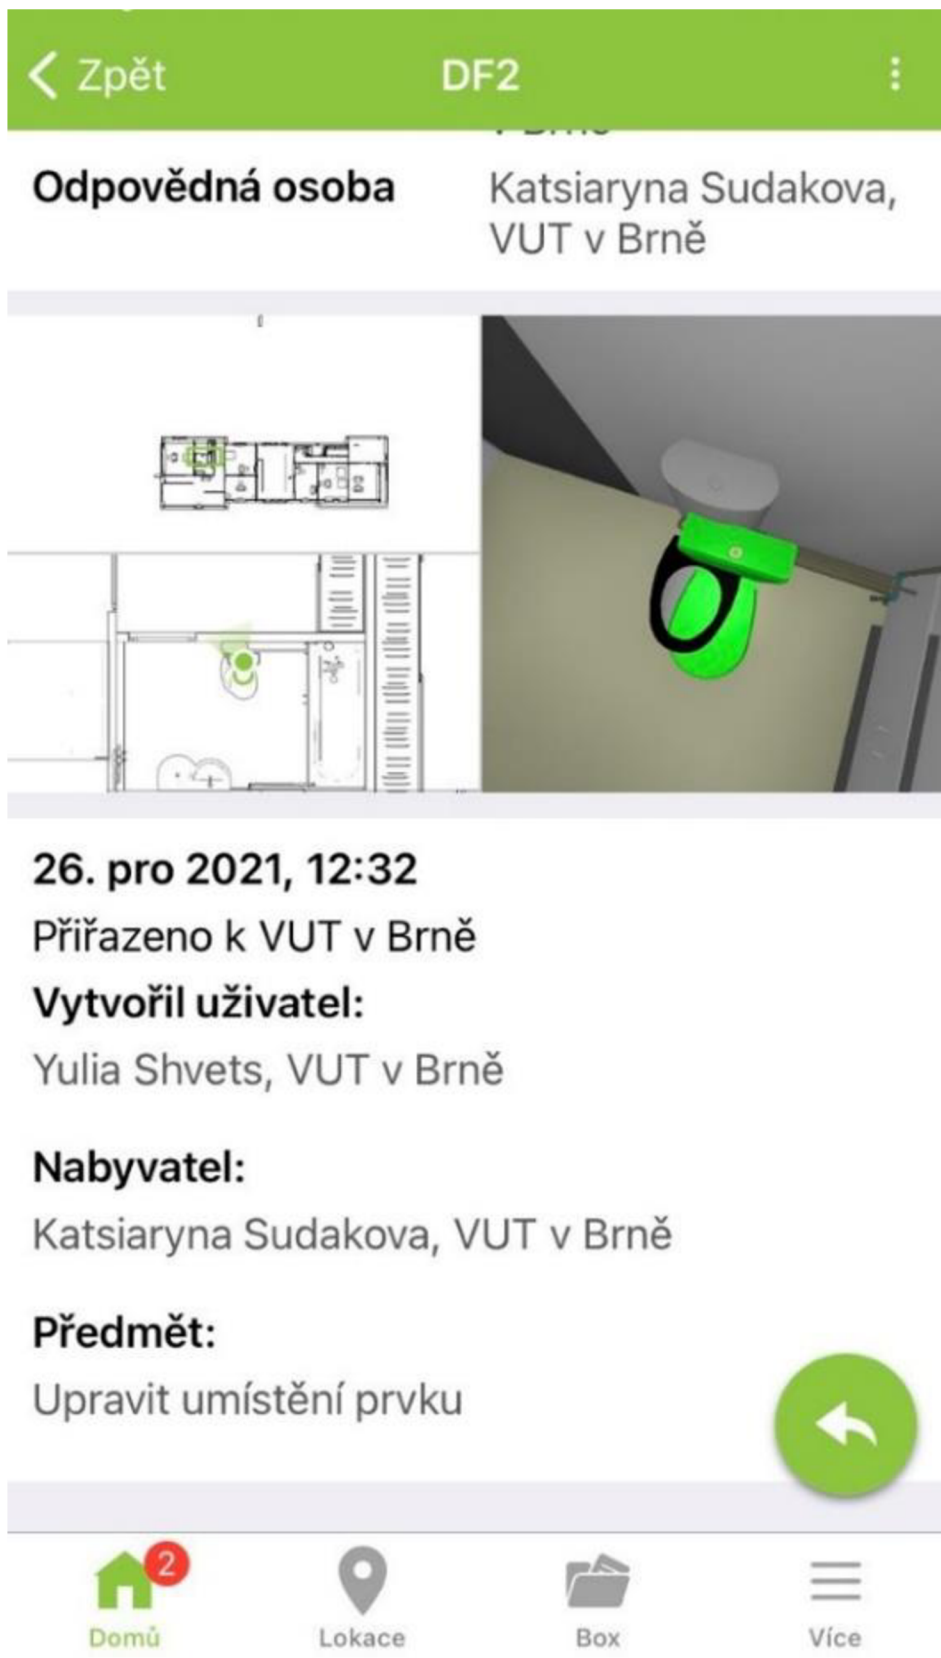 Zpět
DF2
Odpovědná osoba
Katsiaryna Sudakova,
VUT v Brně
26. pro 2021, 12:32
Přiřazeno k VUT v Brně
Vytvořil uživatel:
Yulia Shvets, VUT v Brně
Nabyvatel:
Katsiaryna Sudakova, VUT v Brně
Předmět:
Upravit umístění prvku
2
Domů
Lokace
Box
Více